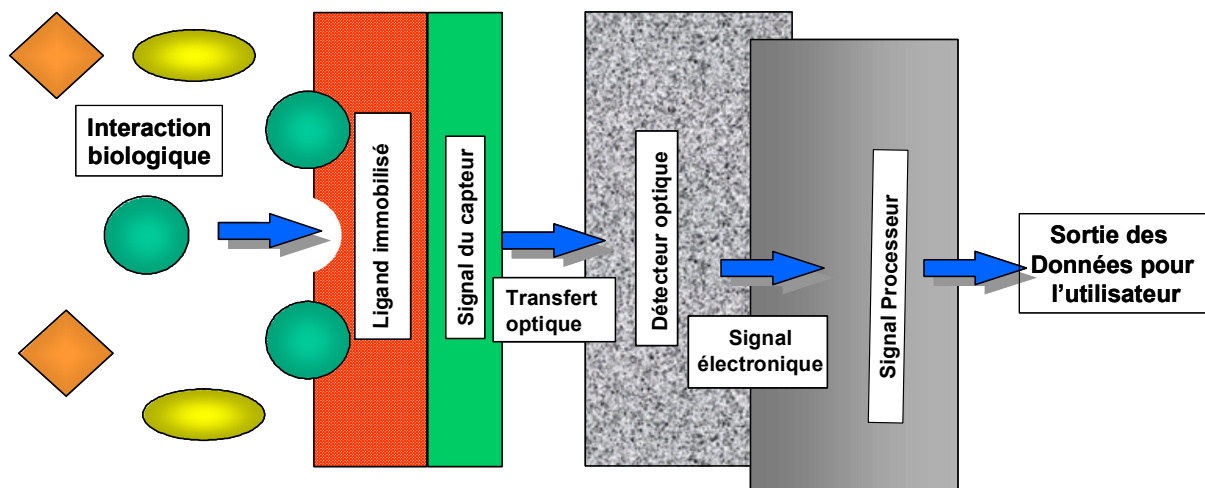 Interaction
biologique
Ligand immobilisé
Signal du capteur
Transfert
optique
Détecteur optique
Signal
électronique
Signal Processeur
Sortie des
Données pour
l’utilisateur